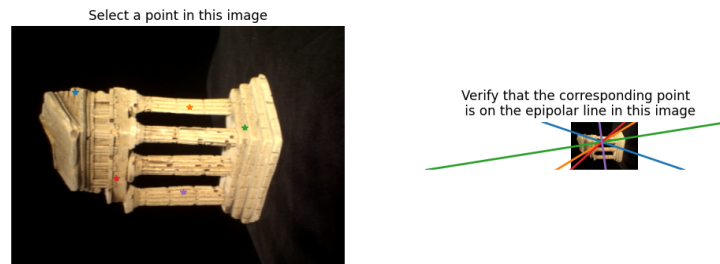 Select a point in this image
Verify that the corresponding point
is on the epipolar line in this image